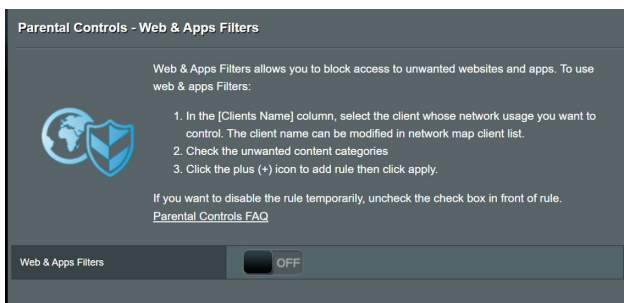 Parental Controls - Web & Apps Filters
Web & Apps Filters allows you to block access to unwanted websites and apps. To use
web & apps Filters:
1. In the [Clients Name] column, select the client whose network usage you want to
control. The client name can be modified in network map client list.
2. Check the unwanted content categories
3. Click the plus (+) icon to add rule then click apply.
If you want to disable the rule temporarily, uncheck the check box in front of rule.
Parental Controls FAQ
Web & Apps Filters OFF